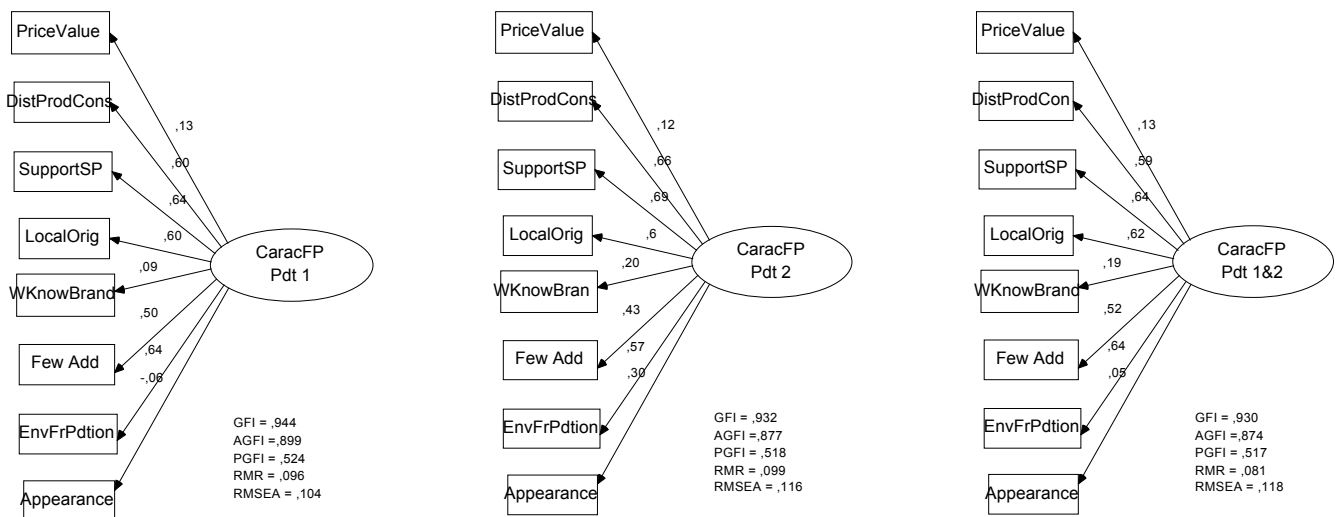 PriceValue
DistProdCons
SupportSP
LocalOrig
WKnowBrand
Few Add
EnvFrPdtion
Appearance
,13
,60
,64
,60
,09
,50
,64
-,06
CaracFP
Pdt 1
GFI = ,944
AGFI = ,899
PGFI = ,524
RMR = ,096
RMSEA = ,104
PriceValue
DistProdCons
SupportSP
LocalOrig
WKnowBran
Few Add
EnvFrPdtion
Appearance
,12
,66
,69
,6
,20
,43
,57
,30
CaracFP
Pdt 2
GFI = ,932
AGFI = ,877
PGFI = ,518
RMR = ,099
RMSEA = ,116
PriceValue
DistProdCon
SupportSP
LocalOrig
WKnowBrand
Few Add
EnvFrPdtion
Appearance
,13
,59
,64
,62
,19
,52
,64
,05
CaracFP
Pdt 1&2
GFI = ,930
AGFI = ,874
PGFI = ,517
RMR = ,081
RMSEA = ,118